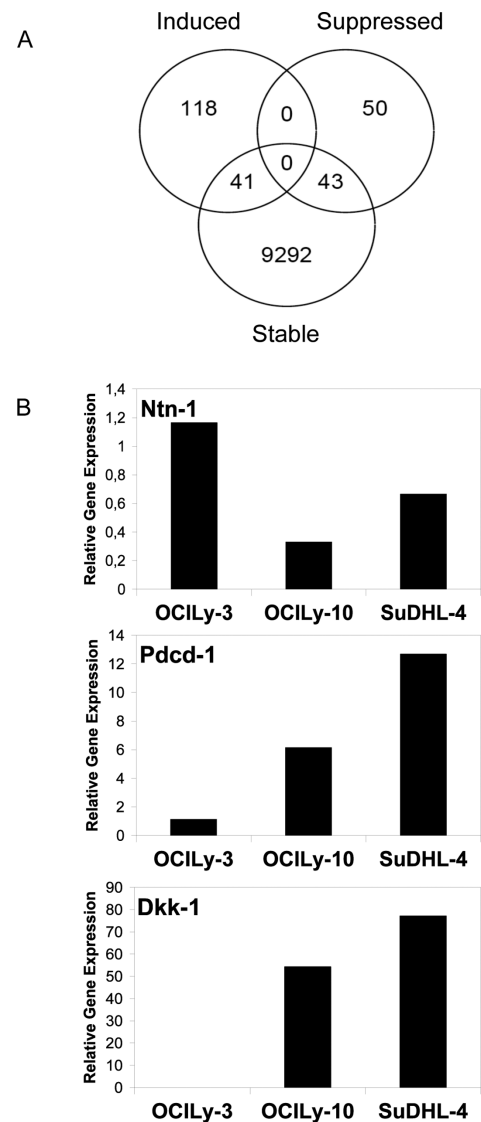 A
Induced Suppressed
118 0 50
0
41 43
9292
Stable
B
Ntn-1
Relative Gene Expression
1,4
1,2
1
0,8
0,6
0,4
0,2
0
OCILy-3 OCILy-10 SuDHL-4
Pdcd-1
Relative Gene Expression
14
12
10
8
6
4
2
0
OCILy-3 OCILy-10 SuDHL-4
Dkk-1
Relative Gene Expression
90
80
70
60
50
40
30
20
10
0
OCILy-3 OCILy-10 SuDHL-4